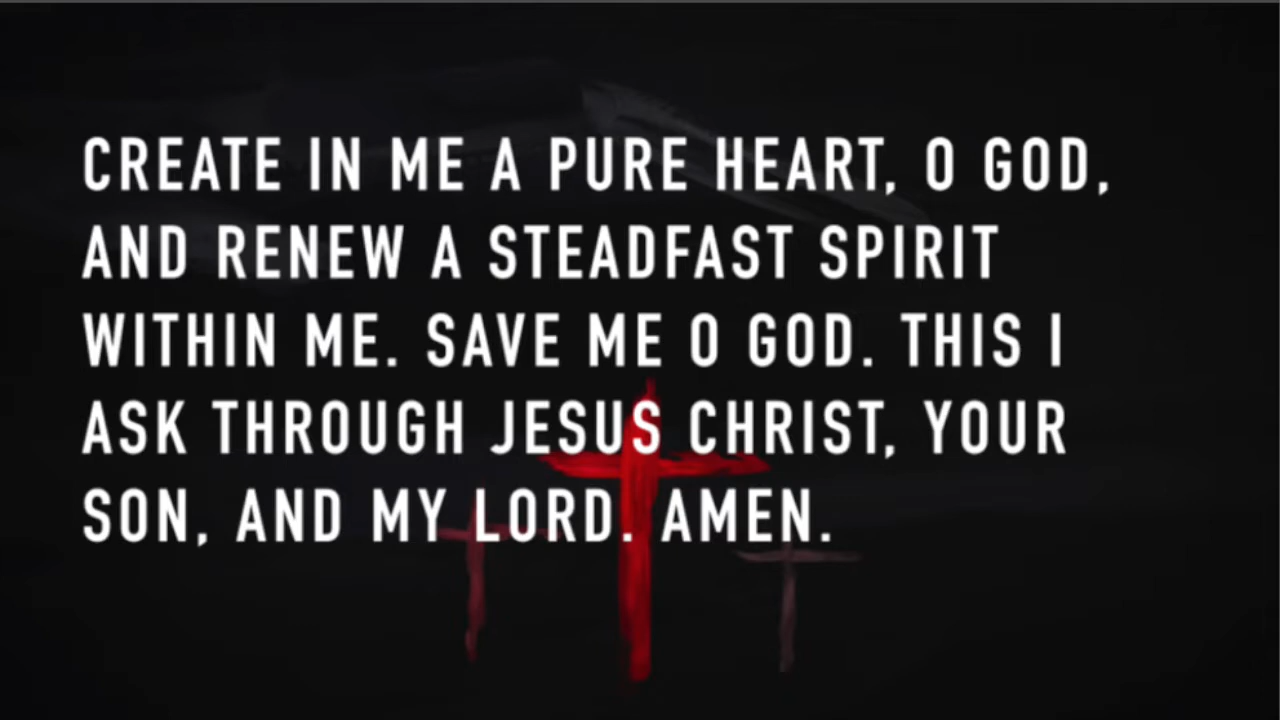 CREATE IN ME A PURE HEART, O GOD,
AND RENEW A STEADFAST SPIRIT
WITHIN ME. SAVE ME O GOD. THIS I
ASK THROUGH JESUS CHRIST, YOUR
SON, AND MY LORD. AMEN.